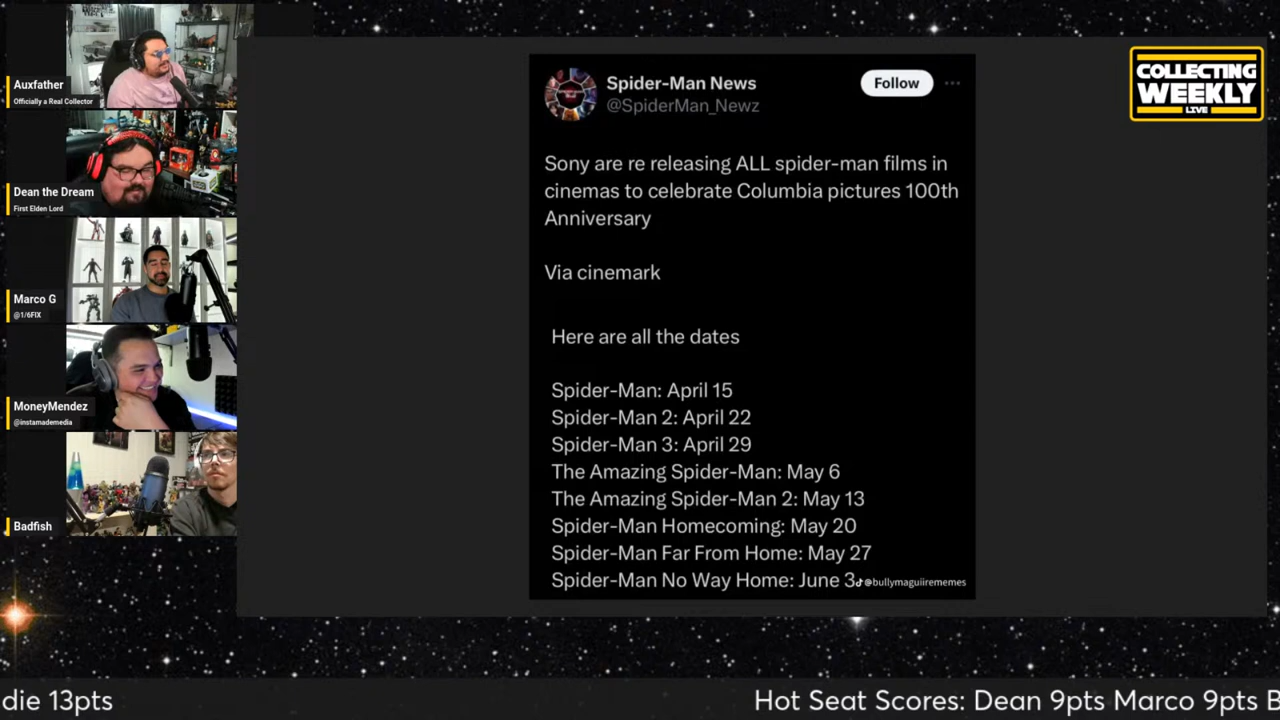 Auxfather
Officially a Real Collector
Dean the Dream
First Elden Lord
Marco G
@1/6FIX
MoneyMendez
@instamademedia
Badfish
Spider-Man News
@SpiderMan_Newz
Follow
Sony are re releasing ALL spider-man films in
cinemas to celebrate Columbia pictures 100th
Anniversary
Via cinemark
Here are all the dates
Spider-Man: April 15
Spider-Man 2: April 22
Spider-Man 3: April 29
The Amazing Spider-Man: May 6
The Amazing Spider-Man 2: May 13
Spider-Man Homecoming: May 20
Spider-Man Far From Home: May 27
Spider-Man No Way Home: June 3
@bullymaguiirememes
COLLECTING
WEEKLY
LIVE
die 13pts
Hot Seat Scores: Dean 9pts Marco 9pts B